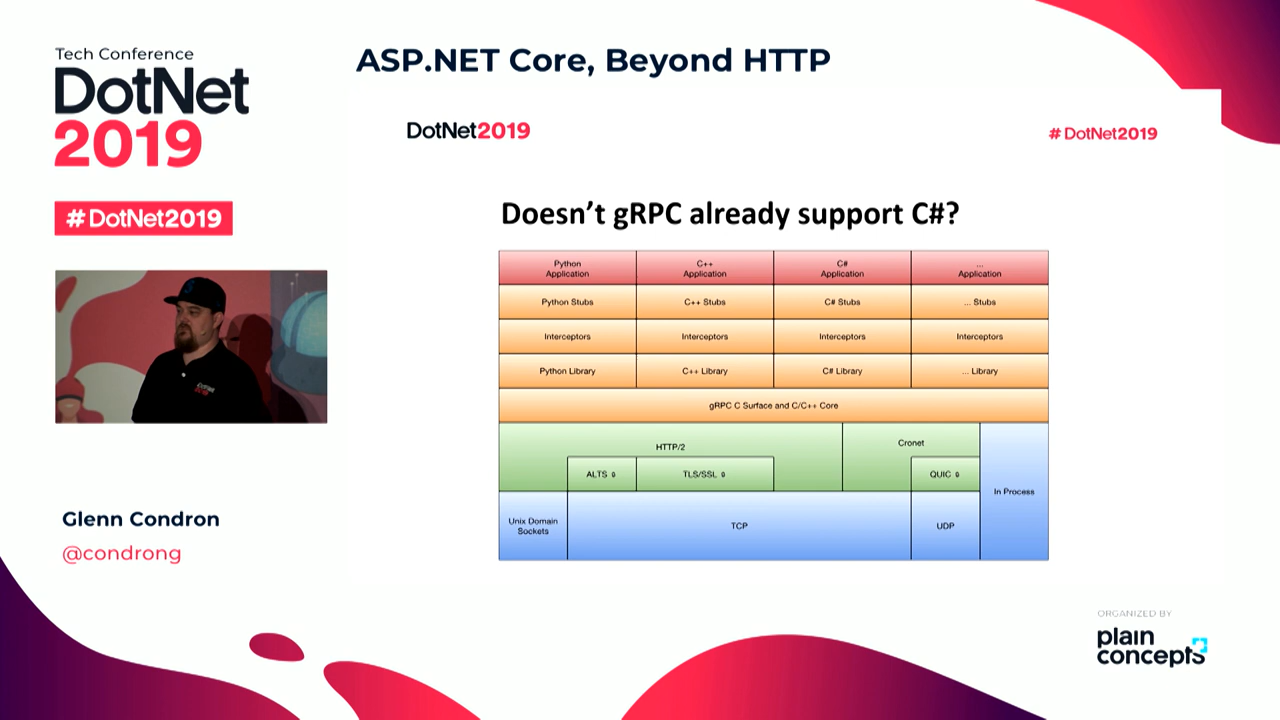 Tech Conference
DotNet
2019
# DotNet2019
ASP.NET Core, Beyond HTTP
DotNet2019
# DotNet2019
Doesn't gRPC already support C#?
Python
Application
C++
Application
C#
Application
...
Application
Python Stubs
C++ Stubs
C# Stubs
... Stubs
Interceptors
Interceptors
Interceptors
Interceptors
Python Library
C++ Library
C# Library
... Library
gRPC C Surface and C/C++ Core
HTTP/2
Cronet
ALTS
TLS/SSL
QUIC
In Process
Unix Domain
Sockets
TCP
UDP
DotNet
2019
Glenn Condron
@condrong
ORGANIZED BY
plain
concepts